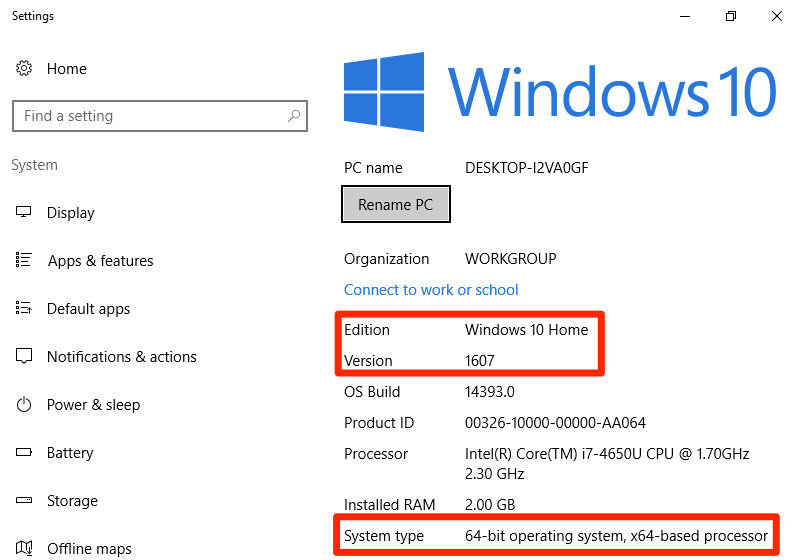 Settings
Home
Find a setting
System
Display
Apps & features
Default apps
Notifications & actions
Power & sleep
Battery
Storage
Offline maps
Windows 10
PC name DESKTOP-I2VA0GF
Rename PC
Organization WORKGROUP
Connect to work or school
Edition Windows 10 Home
Version 1607
OS Build 14393.0
Product ID 00326-10000-00000-AA064
Processor Intel(R) Core(TM) i7-4650U CPU @ 1.70GHz
2.30 GHz
Installed RAM 2.00 GB
System type 64-bit operating system, x64-based processor